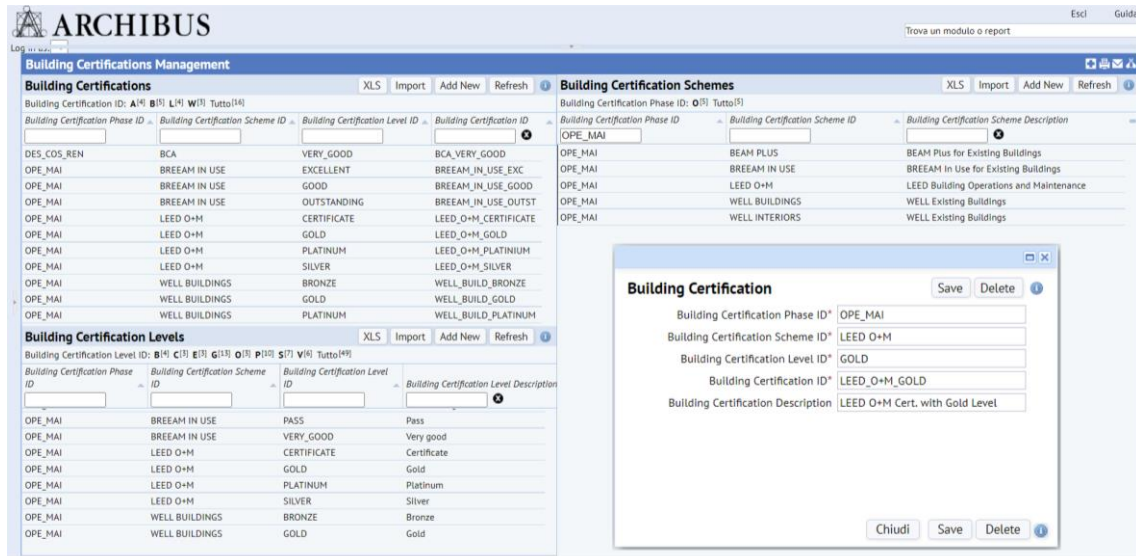 ARCHIBUS
Esci Guida
Trova un modulo o report
Building Certifications Management
Building Certifications XLS Import Add New Refresh
Building Certification ID: A[4] B[5] L[4] W[3] Tutto[16]
Building Certification Phase ID Building Certification Scheme ID Building Certification Level ID Building Certification ID
DES_COS_REN BCA VERY_GOOD BCA_VERY_GOOD
OPE_MAI BREEAM IN USE EXCELLENT BREEAM_IN_USE_EXC
OPE_MAI BREEAM IN USE GOOD BREEAM_IN_USE_GOOD
OPE_MAI BREEAM IN USE OUTSTANDING BREEAM_IN_USE_OUTST
OPE_MAI LEED O+M CERTIFICATE LEED_O+M_CERTIFICATE
OPE_MAI LEED O+M GOLD LEED_O+M_GOLD
OPE_MAI LEED O+M PLATINUM LEED_O+M_PLATINIUM
OPE_MAI LEED O+M SILVER LEED_O+M_SILVER
OPE_MAI WELL BUILDINGS BRONZE WELL_BUILD_BRONZE
OPE_MAI WELL BUILDINGS GOLD WELL_BUILD_GOLD
OPE_MAI WELL BUILDINGS PLATINUM WELL_BUILD_PLATINUM
Building Certification Levels XLS Import Add New Refresh
Building Certification Level ID: B[4] C[3] E[3] G[13] O[3] P[10] S[7] V[6] Tutto[49]
Building Certification Phase ID Building Certification Scheme ID Building Certification Level ID Building Certification Level Description
OPE_MAI BREEAM IN USE PASS Pass
OPE_MAI BREEAM IN USE VERY_GOOD Very good
OPE_MAI LEED O+M CERTIFICATE Certificate
OPE_MAI LEED O+M GOLD Gold
OPE_MAI LEED O+M PLATINUM Platinum
OPE_MAI LEED O+M SILVER Silver
OPE_MAI WELL BUILDINGS BRONZE Bronze
OPE_MAI WELL BUILDINGS GOLD Gold
Building Certification Schemes XLS Import Add New Refresh
Building Certification Phase ID: O[5] Tutto[5]
Building Certification Phase ID Building Certification Scheme ID Building Certification Scheme Description
OPE_MAI
OPE_MAI BEAM PLUS BEAM Plus for Existing Buildings
OPE_MAI BREEAM IN USE BREEAM In Use for Existing Buildings
OPE_MAI LEED O+M LEED Building Operations and Maintenance
OPE_MAI WELL BUILDINGS WELL Existing Buildings
OPE_MAI WELL INTERIORS WELL Existing Buildings
Building Certification Save Delete
Building Certification Phase ID* OPE_MAI
Building Certification Scheme ID* LEED O+M
Building Certification Level ID* GOLD
Building Certification ID* LEED_O+M_GOLD
Building Certification Description LEED O+M Cert. with Gold Level
Chiudi Save Delete